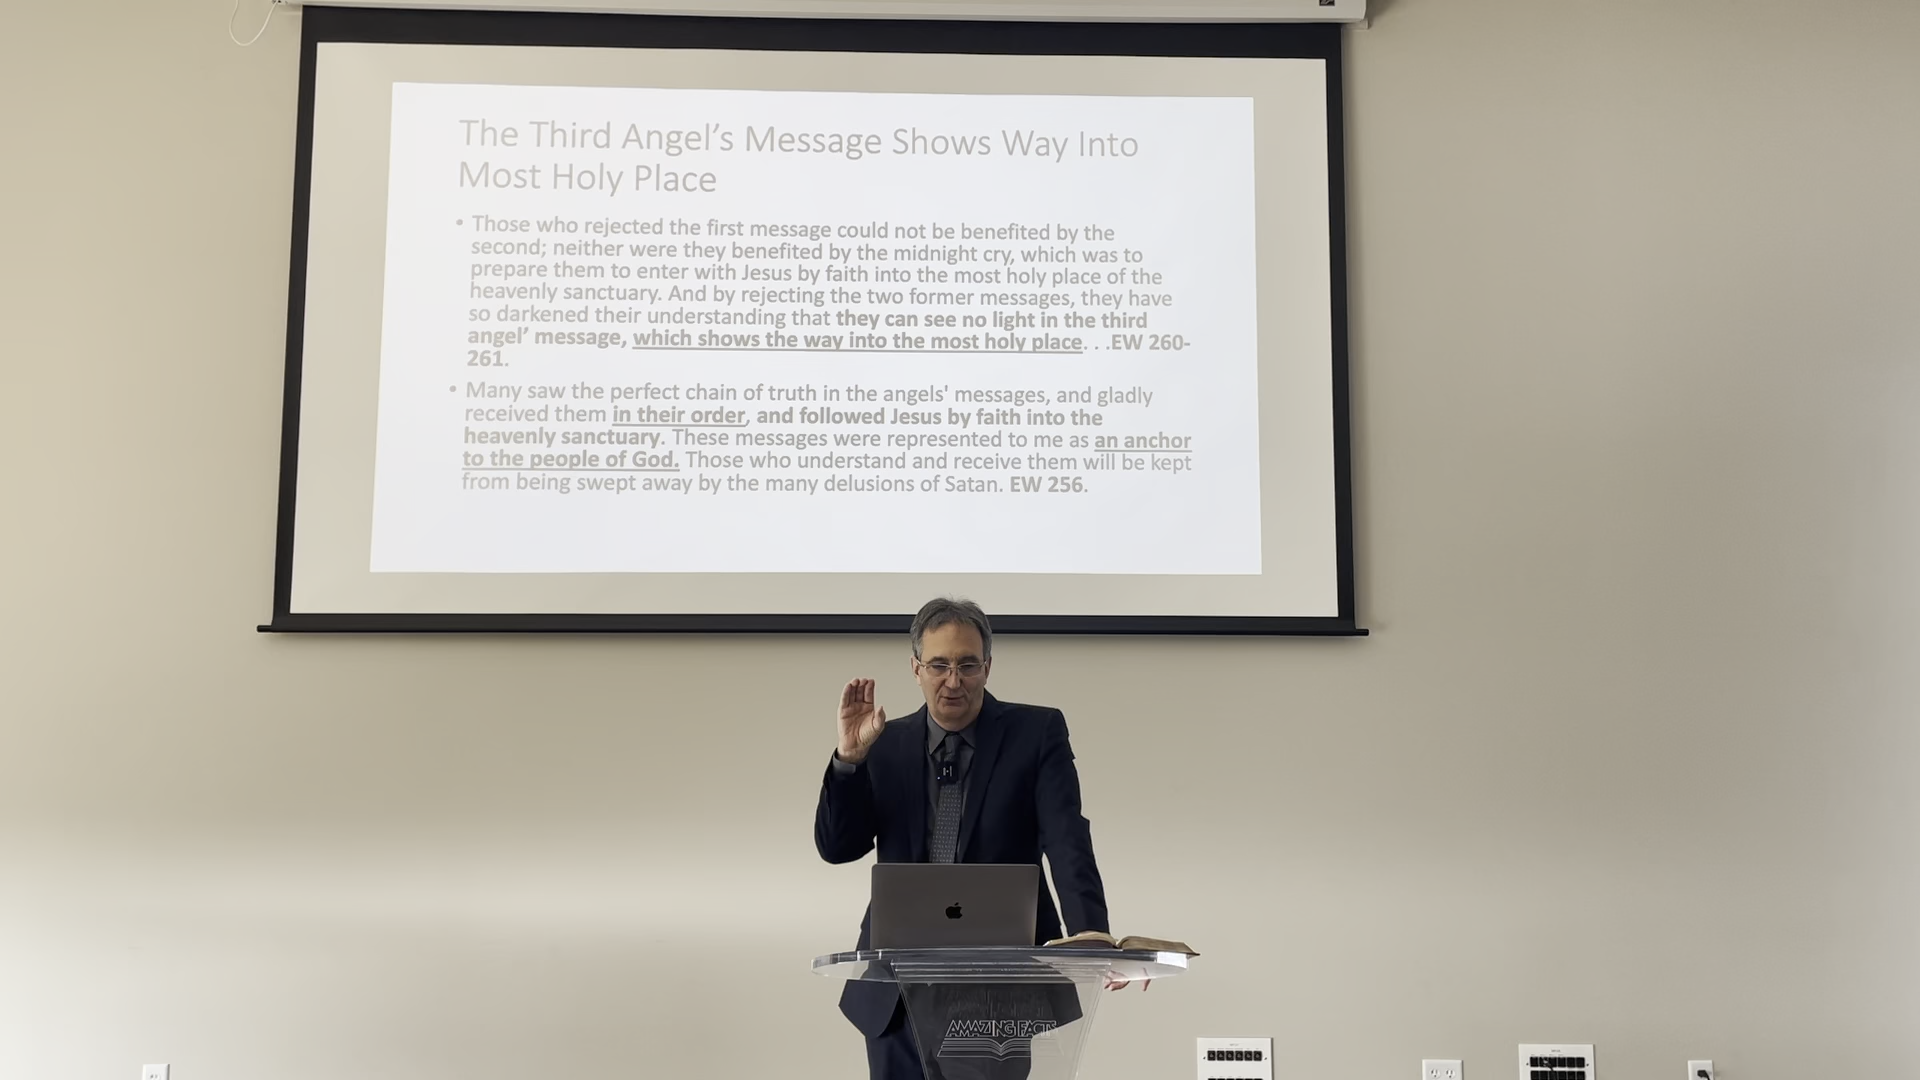 The Third Angel’s Message Shows Way Into
Most Holy Place
• Those who rejected the first message could not be benefited by the
second; neither were they benefited by the midnight cry, which was to
prepare them to enter with Jesus by faith into the most holy place of the
heavenly sanctuary. And by rejecting the two former messages, they have
so darkened their understanding that they can see no light in the third
angel’ message, which shows the way into the most holy place. . .EW 260-
261.
• Many saw the perfect chain of truth in the angels' messages, and gladly
received them in their order, and followed Jesus by faith into the
heavenly sanctuary. These messages were represented to me as an anchor
to the people of God. Those who understand and receive them will be kept
from being swept away by the many delusions of Satan. EW 256.
AMAZING FACTS